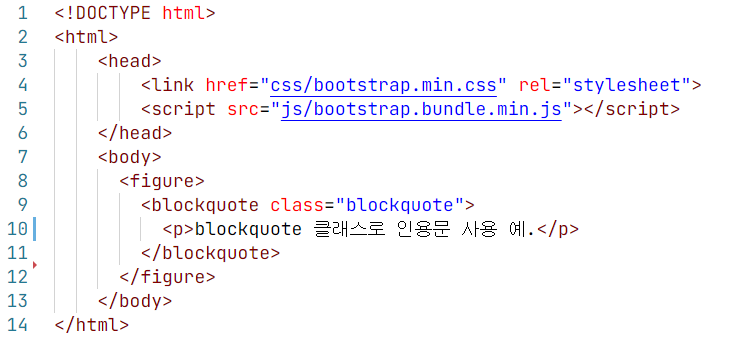 1 <!DOCTYPE html>
2 <html>
3     <head>
4         <link href="css/bootstrap.min.css" rel="stylesheet">
5         <script src="js/bootstrap.bundle.min.js"></script>
6     </head>
7     <body>
8       <figure>
9         <blockquote class="blockquote">
10           <p>blockquote 클래스로 인용문 사용 예.</p>
11         </blockquote>
12       </figure>
13     </body>
14 </html>